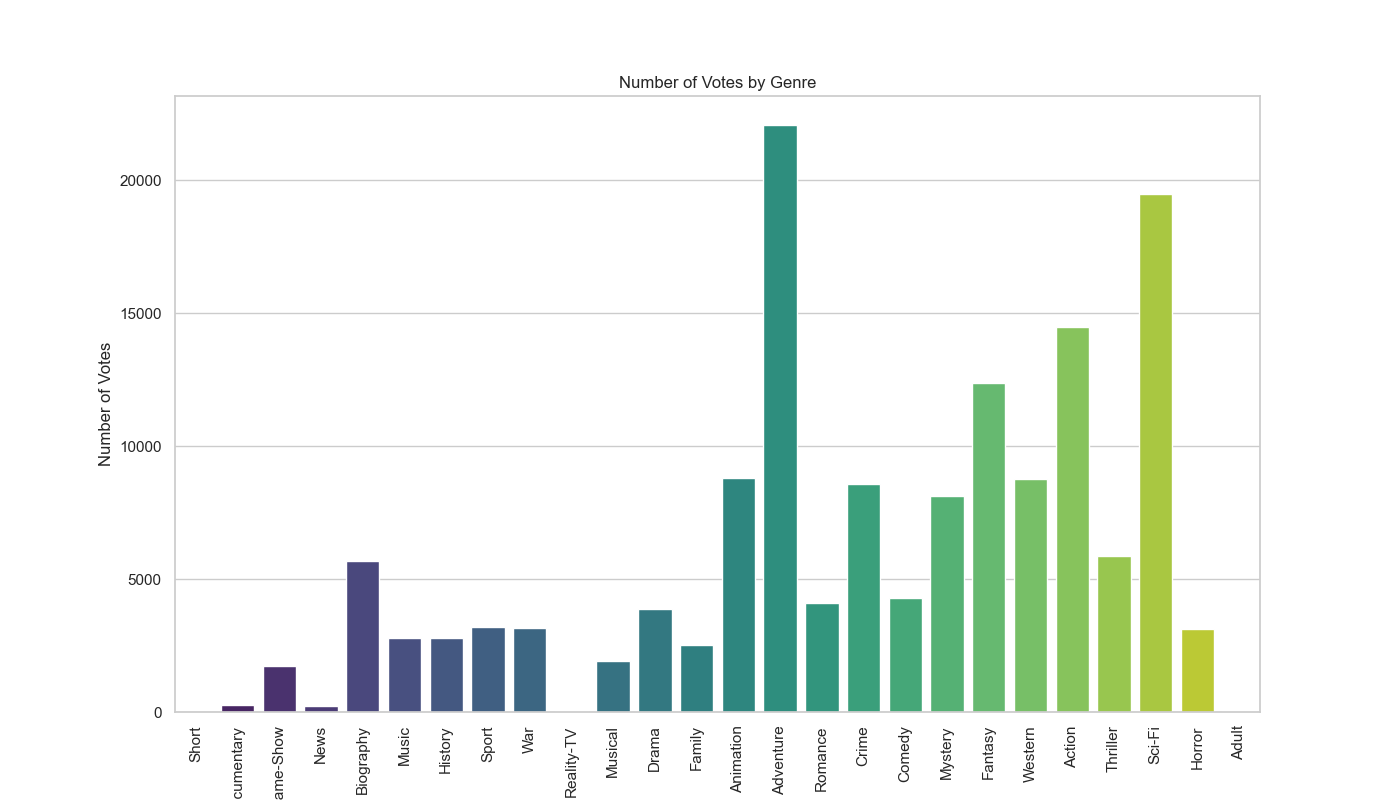 Number of Votes by Genre
Number of Votes
20000
15000
10000
5000
0
Short
cumentary
ame-Show
News
Biography
Music
History
Sport
War
Reality-TV
Musical
Drama
Family
Animation
Adventure
Romance
Crime
Comedy
Mystery
Fantasy
Western
Action
Thriller
Sci-Fi
Horror
Adult